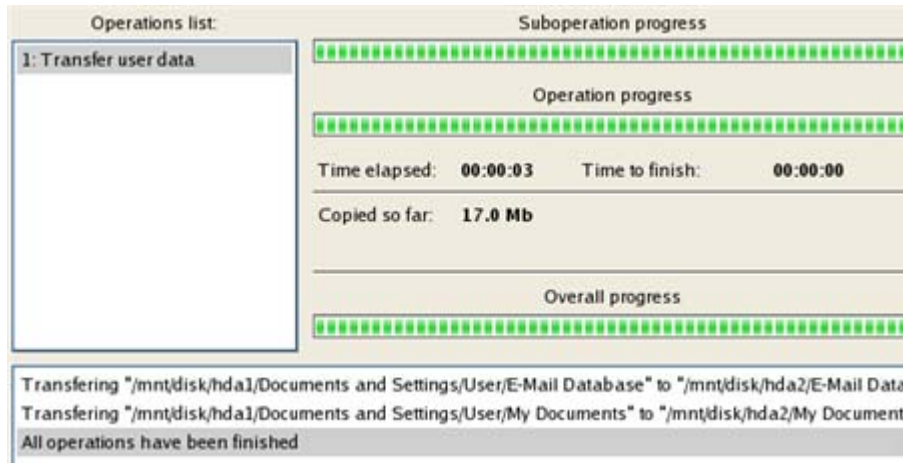 Operations list:
Suboperation progress
1: Transfer user data
Operation progress
Time elapsed: 00:00:03 Time to finish: 00:00:00
Copied so far: 17.0 Mb
Overall progress
Transfering "/mnt/disk/hda1/Documents and Settings/User/E-Mail Database" to "/mnt/disk/hda2/E-Mail Data
Transfering "/mnt/disk/hda1/Documents and Settings/User/My Documents" to "/mnt/disk/hda2/My Document
All operations have been finished